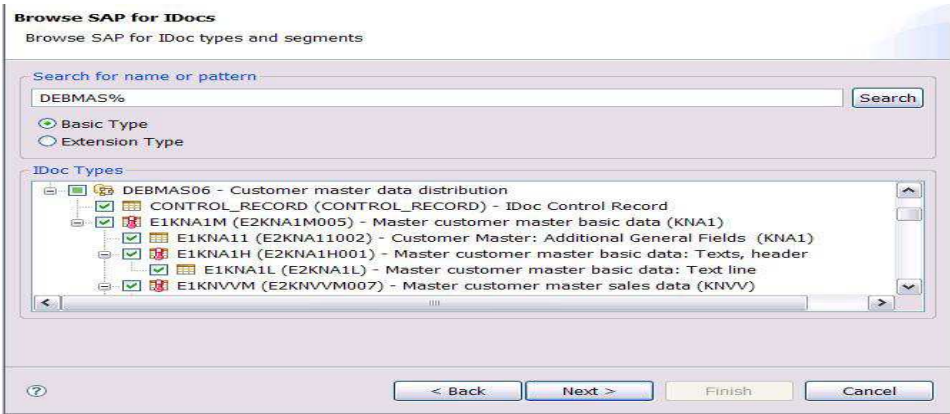 Browse SAP for IDocs
Browse SAP for IDoc types and segments
Search for name or pattern
DEBMAS%
Search
Basic Type
Extension Type
IDoc Types
DEBMAS06 - Customer master data distribution
CONTROL_RECORD (CONTROL_RECORD) - IDoc Control Record
E1KNA1M (E2KNA1M005) - Master customer master basic data (KNA1)
E1KNA11 (E2KNA11002) - Customer Master: Additional General Fields (KNA1)
E1KNA1H (E2KNA1H001) - Master customer master basic data: Texts, header
E1KNA1L (E2KNA1L) - Master customer master basic data: Text line
E1KNVVM (E2KNVVM007) - Master customer master sales data (KNVV)
?
< Back
Next >
Finish
Cancel